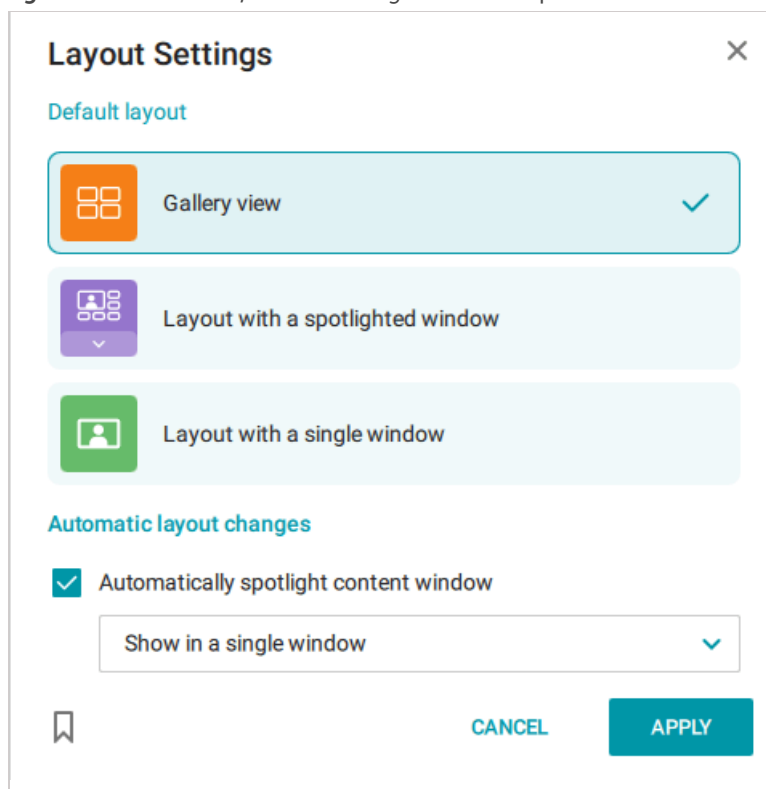 Layout Settings
Default layout
Gallery view
Layout with a spotlighted window
Layout with a single window
Automatic layout changes
Automatically spotlight content window
Show in a single window
CANCEL
APPLY